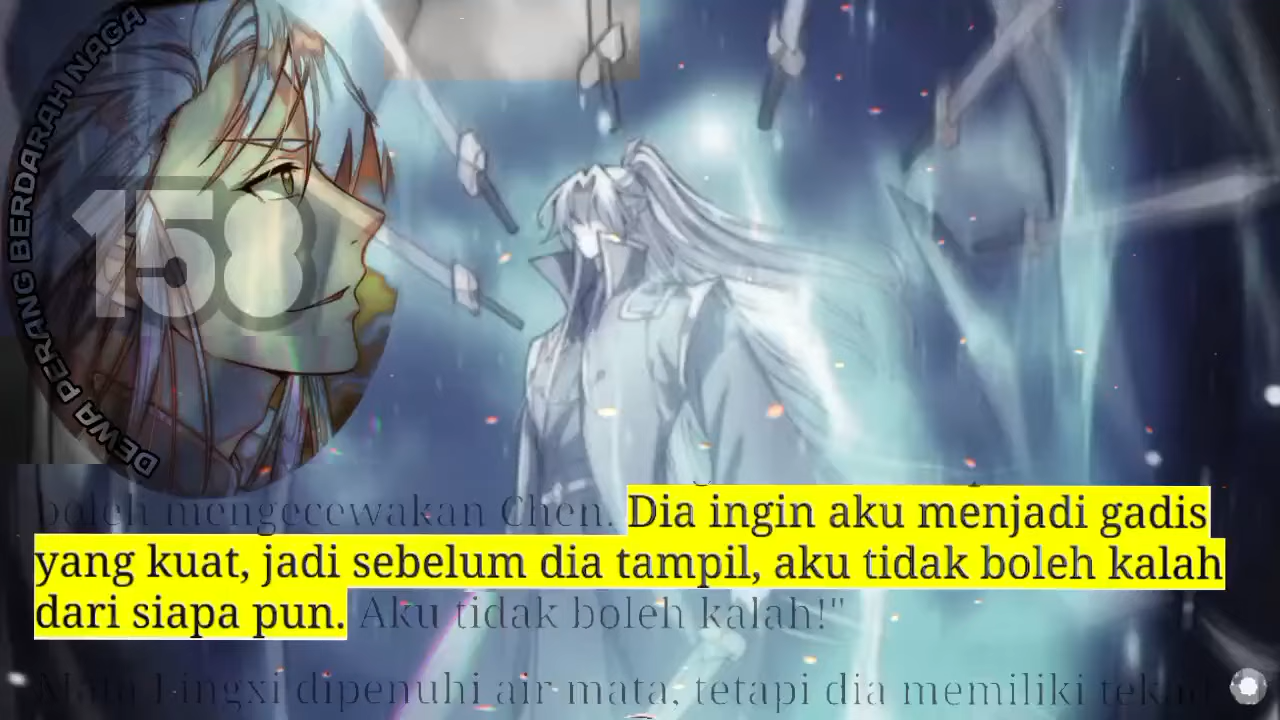 DEWA PERANG BERDARAH NAGA
158
boleh mengecewakan Chen. Dia ingin aku menjadi gadis
yang kuat, jadi sebelum dia tampil, aku tidak boleh kalah
dari siapa pun. Aku tidak boleh kalah!"
Mata Lingxi dipenuhi air mata, tetapi dia memiliki